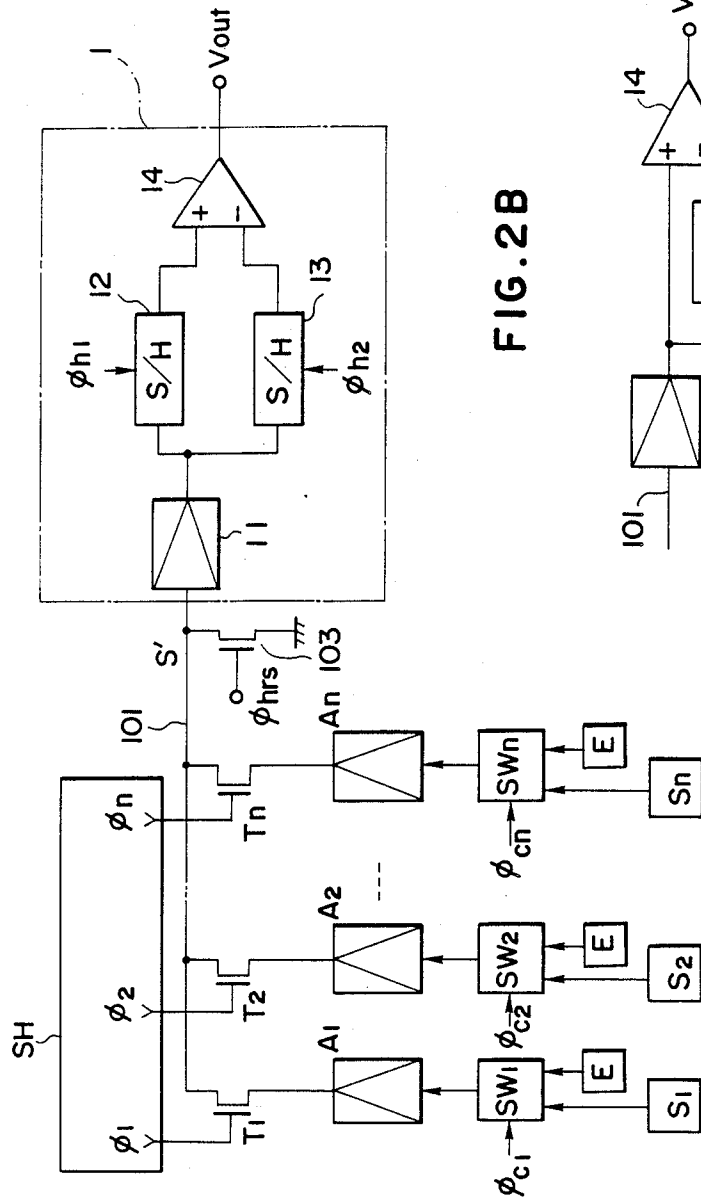 SH
ϕ1
ϕ2
ϕn
T1
T2
Tn
101
S'
ϕhrs
103
A1
A2
An
ϕc1
SW1
ϕc2
SW2
ϕcn
SWn
E
E
E
S1
S2
Sn
1
11
ϕh1
12
S/H
ϕh2
13
S/H
14
+
−
Vout
FIG.2B
101
14
+
−
V